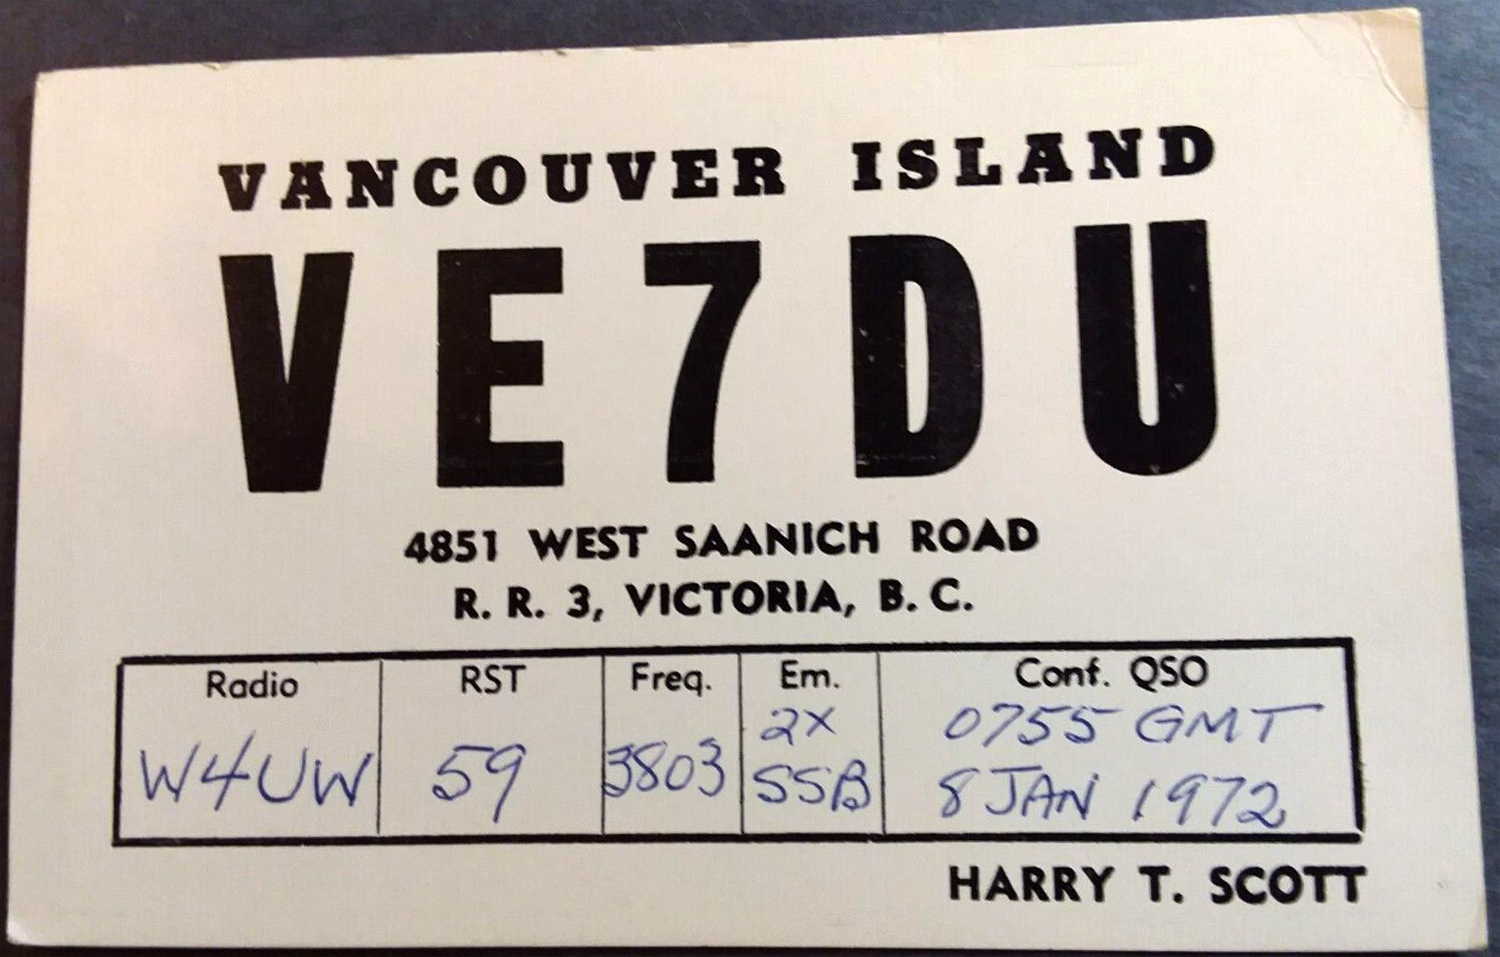 VANCOUVER ISLAND
VE7DU
4851 WEST SAANICH ROAD
R. R. 3, VICTORIA, B. C.
Radio RST Freq. Em. Conf. QSO
2X 0755 GMT
W4UW 59 3803 SSB 8 JAN 1972
HARRY T. SCOTT